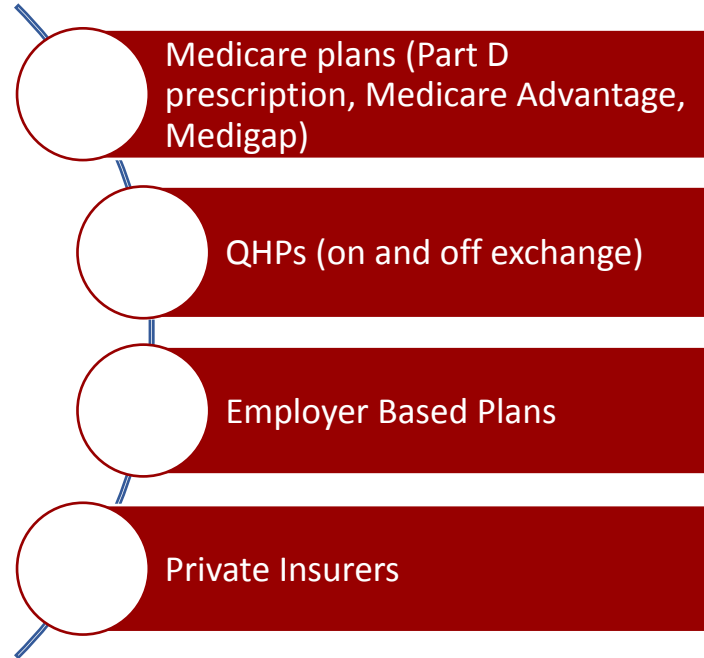 Medicare plans (Part D
prescription, Medicare Advantage,
Medigap)
QHPs (on and off exchange)
Employer Based Plans
Private Insurers